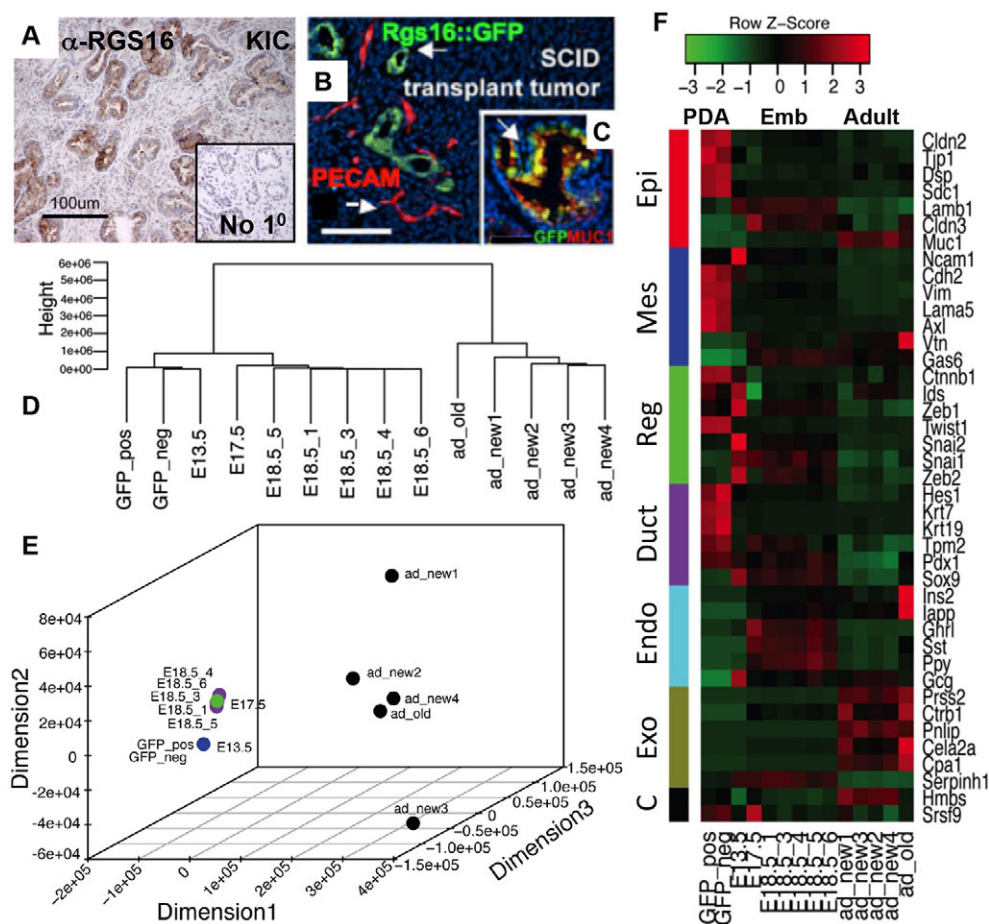 A
α-RGS16
KIC
100um
No 1⁰
Rgs16::GFP
B
SCID
transplant tumor
C
PECAM
GFPMUC1
Height
6e+06
5e+06
4e+06
3e+06
2e+06
1e+06
0e+00
D
GFP_pos
GFP_neg
E13.5
E17.5
E18.5_5
E18.5_1
E18.5_3
E18.5_4
E18.5_6
ad_old
ad_new1
ad_new2
ad_new3
ad_new4
E
Dimension2
8e+04
6e+04
4e+04
2e+04
0
-2e+04
-4e+04
-6e+04
ad_new1
ad_new2
ad_new4
ad_old
ad_new3
E18.5_4
E18.5_6
E18.5_3
E18.5_1
E18.5_5
E17.5
GFP_pos
GFP_neg
E13.5
-2e+05
-1e+05
0
1e+05
2e+05
3e+05
4e+05
Dimension1
1.5e+05
1.0e+05
0.5e+05
0
-0.5e+05
-1.0e+05
-1.5e+05
Dimension3
F
Row Z-Score
-3 -2 -1 0 1 2 3
PDA Emb Adult
Epi
Mes
Reg
Duct
Endo
Exo
C
Cldn2
Tjp1
Dsp
Sdc1
Lamb1
Cldn3
Muc1
Ncam1
Cdh2
Vim
Lama5
Axl
Vtn
Gas6
Ctnnb1
Ids
Zeb1
Twist1
Snai2
Snai1
Zeb2
Hes1
Krt7
Krt19
Tpm2
Pdx1
Sox9
Ins2
Iapp
Ghrl
Sst
Ppy
Gcg
Prss2
Ctrb1
Pnlip
Cela2a
Cpa1
Serpinh1
Hmbs
Srsf9
GFP_pos
GFP_neg
E13.5
E17.5
E18.5_1
E18.5_3
E18.5_4
E18.5_5
E18.5_6
ad_new1
ad_new3
ad_new2
ad_new4
ad_old